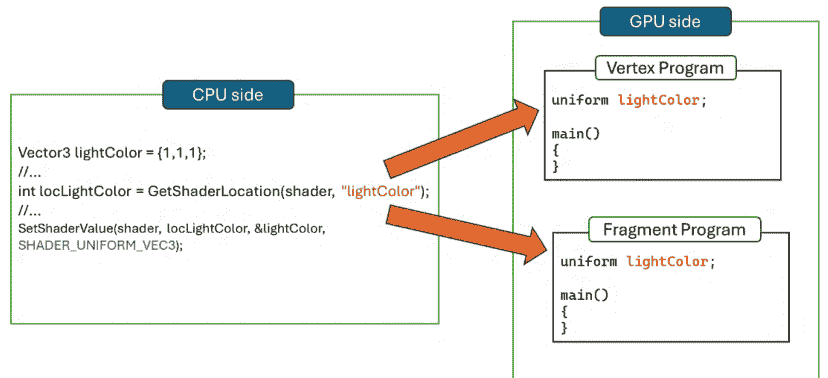 CPU side
Vector3 lightColor = {1,1,1};
//...
int locLightColor = GetShaderLocation(shader, "lightColor");
//...
SetShaderValue(shader, locLightColor, &lightColor,
SHADER_UNIFORM_VEC3);
GPU side
Vertex Program
uniform lightColor;
main()
{
}
Fragment Program
uniform lightColor;
main()
{
}